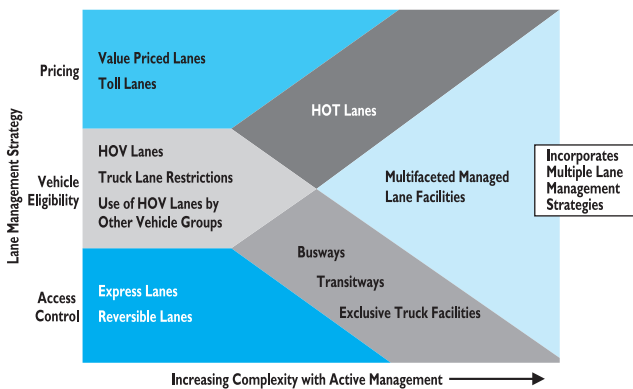 Lane Management Strategy
Pricing
Value Priced Lanes
Toll Lanes
HOT Lanes
Vehicle
Eligibility
HOV Lanes
Truck Lane Restrictions
Use of HOV Lanes by
Other Vehicle Groups
Multifaceted Managed
Lane Facilities
Incorporates
Multiple Lane
Management
Strategies
Access
Control
Express Lanes
Reversible Lanes
Busways
Transitways
Exclusive Truck Facilities
Increasing Complexity with Active Management